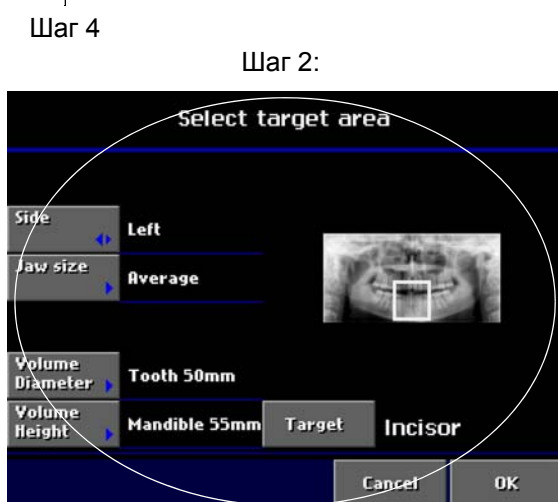 Шаг 4
Шаг 2:
Select target area
Side
Left
Jaw size
Average
Volume
Diameter
Tooth 50mm
Volume
Height
Mandible 55mm
Target
Incisor
Cancel
OK